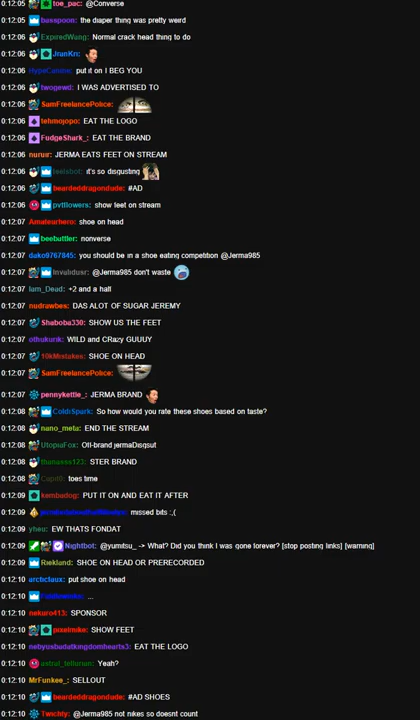 0:12:05 toe_pac: @Converse
0:12:05 basspoon: the diaper thing was pretty weird
0:12:06 ExpiredWang: Normal crack head thing to do
0:12:06 JranKn:
0:12:06 HypeCanine: put it on I BEG YOU
0:12:06 twogewd: I WAS ADVERTISED TO
0:12:06 SamFreelancePolice:
0:12:06 tehmojopo: EAT THE LOGO
0:12:06 FudgeShark_: EAT THE BRAND
0:12:06 nuruir: JERMA EATS FEET ON STREAM
0:12:06 it's so disgusting
0:12:06 beardeddragondude: #AD
0:12:06 pvtflowers: show feet on stream
0:12:07 Amateurhero: shoe on head
0:12:07 beebattler: nonverse
0:12:07 dako9767845: you should be in a shoe eating competition @Jerma985
0:12:07 Invalidusr: @Jerma985 don't waste
0:12:07 Iam_Dead: +2 and a half
0:12:07 nudrawbes: DAS ALOT OF SUGAR JEREMY
0:12:07 Shaboba330: SHOW US THE FEET
0:12:07 othukurik: WILD and CRazy GUUUY
0:12:07 10kMistakes: SHOE ON HEAD
0:12:07 SamFreelancePolice:
0:12:07 pennykettle_: JERMA BRAND
0:12:08 ColdrSpark: So how would you rate these shoes based on taste?
0:12:08 nano_meta: END THE STREAM
0:12:08 UtopiaFox: Off-brand jermaDisgust
0:12:08 thanasss123: STER BRAND
0:12:08 Cupil0: toes time
0:12:09 kembadog: PUT IT ON AND EAT IT AFTER
0:12:09 missed bits :,(
0:12:09 yheu: EW THATS FONDAT
0:12:09 Nightbot: @yumitsu_ -> What? Did you think I was gone forever? [stop posting links] [warning]
0:12:09 Riekland: SHOE ON HEAD OR PRERECORDED
0:12:10 arcticlaux: put shoe on head
0:12:10 ...
0:12:10 nekuro413: SPONSOR
0:12:10 pixelmike: SHOW FEET
0:12:10 nebyusbadatkingdomhearts3: EAT THE LOGO
0:12:10 astral_tellurian: Yeah?
0:12:10 MrFunkee_: SELLOUT
0:12:10 beardeddragondude: #AD SHOES
0:12:10 Twichty: @Jerma985 not nikes so doesnt count